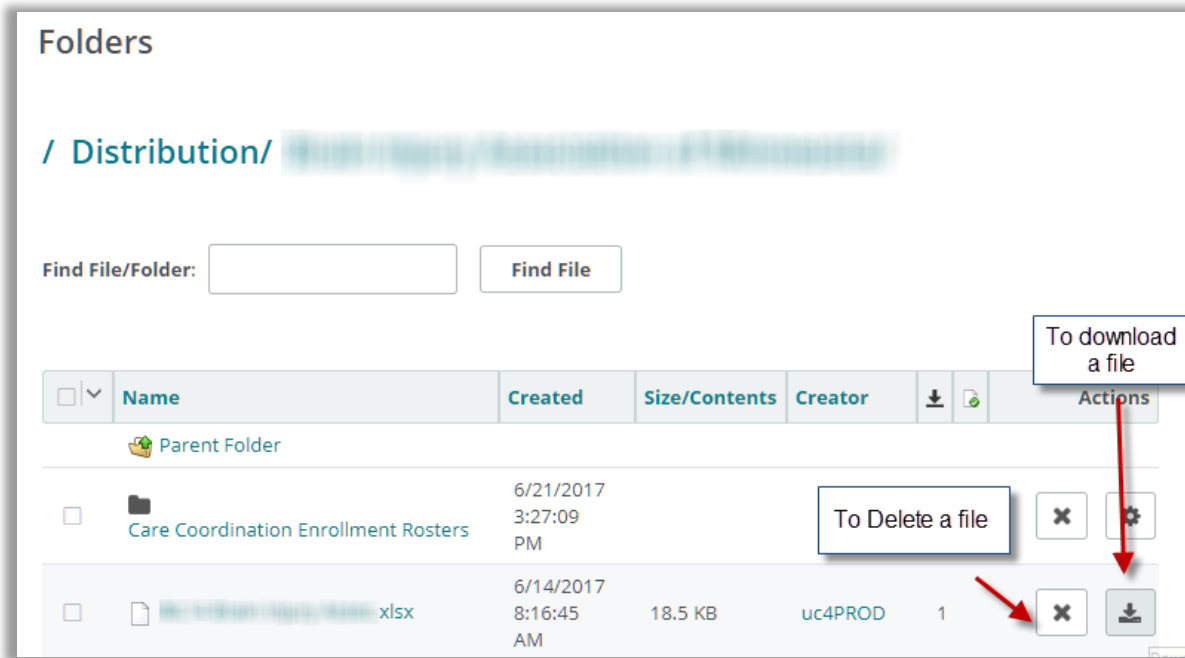 Folders
/ Distribution/
Find File/Folder:
Find File
To download
a file
Name
Created
Size/Contents
Creator
Actions
Parent Folder
Care Coordination Enrollment Rosters
6/21/2017
3:27:09
PM
To Delete a file
xlsx
6/14/2017
8:16:45
AM
18.5 KB
uc4PROD
1